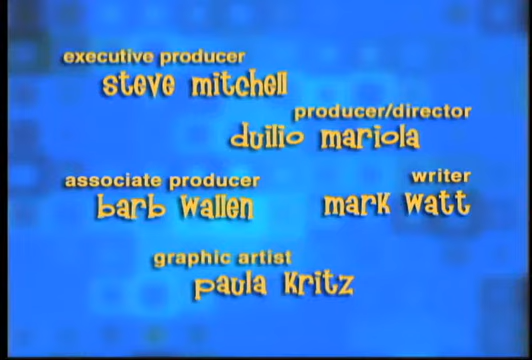 executive producer
steve mitchell
producer/director
duilio mariola
associate producer
barb wallen
writer
mark watt
graphic artist
paula kritz